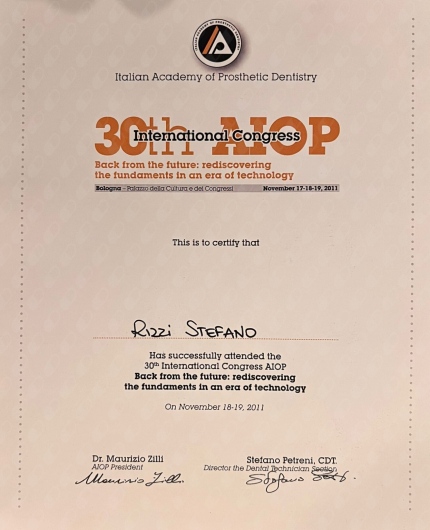 Italian Academy of Prosthetic Dentistry
30th AIOP
International Congress
Back from the future: rediscovering
the fundaments in an era of technology
Bologna - Palazzo della Cultura e dei Congressi November 17-18-19, 2011
This is to certify that
Rizzi STEFANO
Has successfully attended the
30th International Congress AIOP
Back from the future: rediscovering
the fundaments in an era of technology
On November 18-19, 2011
Dr. Maurizio Zilli Stefano Petreni, CDT.
AIOP President Director the Dental Technician Section
Maurizio Zilli Stefano